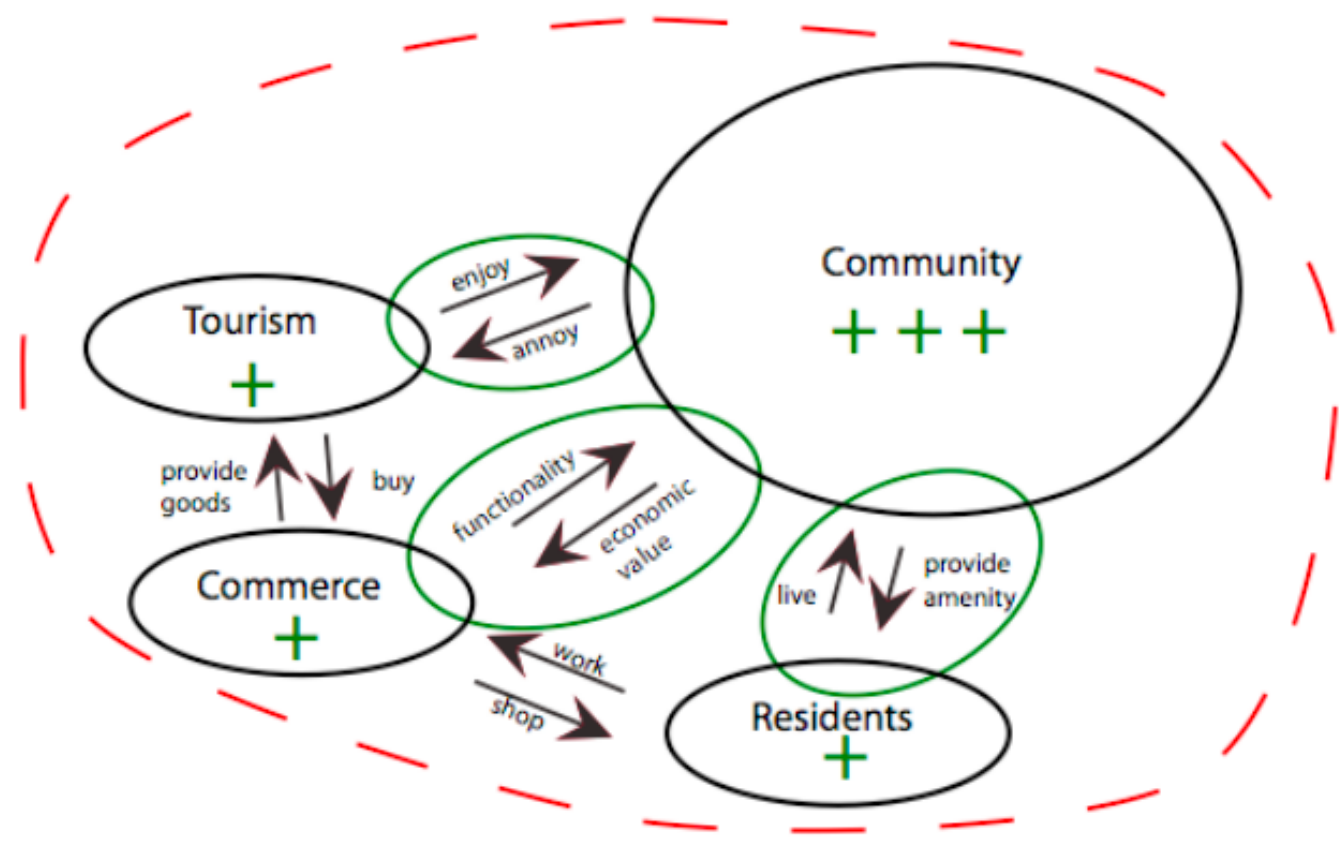 Community
+ + +
enjoy
annoy
Tourism
+
provide
goods
buy
functionality
economic
value
live
provide
amenity
Commerce
+
work
shop
Residents
+